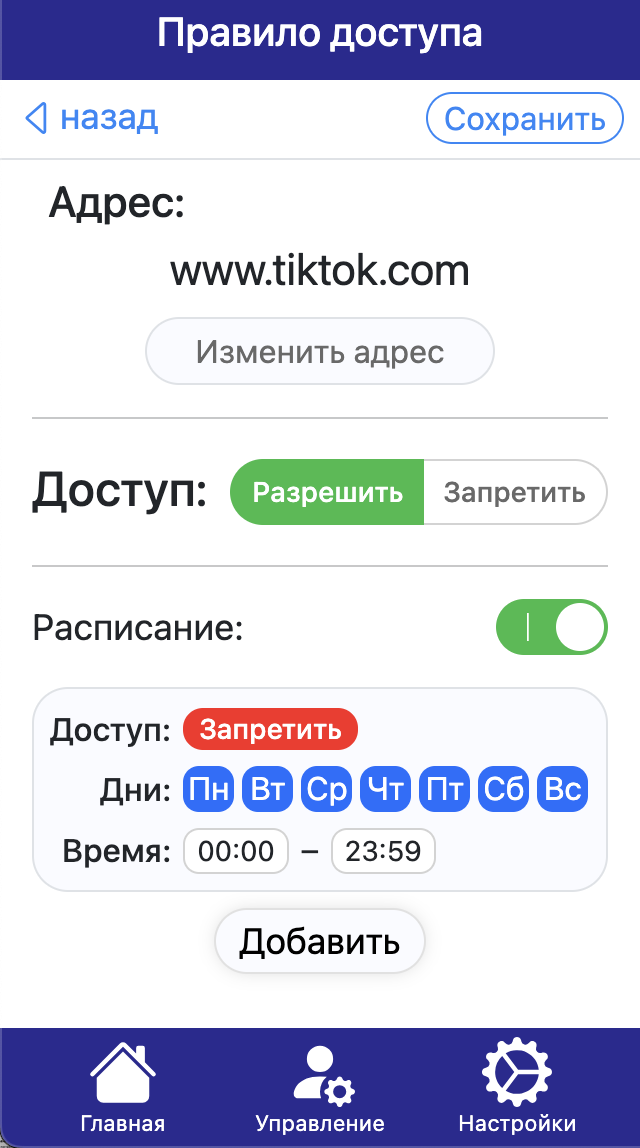 Правило доступа
назад
Сохранить
Адрес:
www.tiktok.com
Изменить адрес
Доступ: Разрешить Запретить
Расписание:
Доступ: Запретить
Дни: Пн Вт Ср Чт Пт Сб Вс
Время: 00:00 – 23:59
Добавить
Главная Управление Настройки